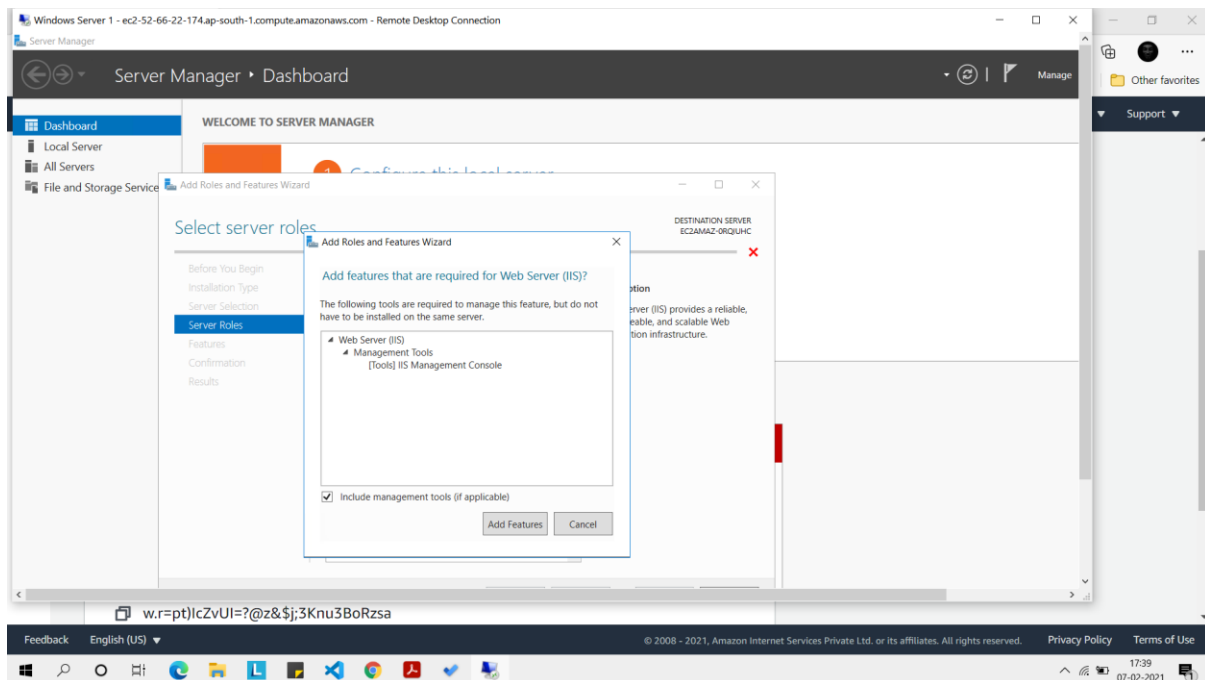 Windows Server 1 - ec2-52-66-22-174.ap-south-1.compute.amazonaws.com - Remote Desktop Connection
Server Manager
Server Manager • Dashboard
Manage
Other favorites
Support
Dashboard
Local Server
All Servers
File and Storage Service
WELCOME TO SERVER MANAGER
1 Configure this local server
Add Roles and Features Wizard
Select server roles
DESTINATION SERVER
EC2AMAZ-0RQIUHC
Before You Begin
Installation Type
Server Selection
Server Roles
Features
Confirmation
Results
Add Roles and Features Wizard
Add features that are required for Web Server (IIS)?
The following tools are required to manage this feature, but do not
have to be installed on the same server.
Web Server (IIS)
Management Tools
[Tools] IIS Management Console
Include management tools (if applicable)
Add Features Cancel
(IIS) provides a reliable,
and scalable Web
infrastructure.
w.r=pt)IcZvUI=?@z&$j;3Knu3BoRzsa
Feedback English (US)
© 2008 - 2021, Amazon Internet Services Private Ltd. or its affiliates. All rights reserved. Privacy Policy Terms of Use
17:39
07-02-2021